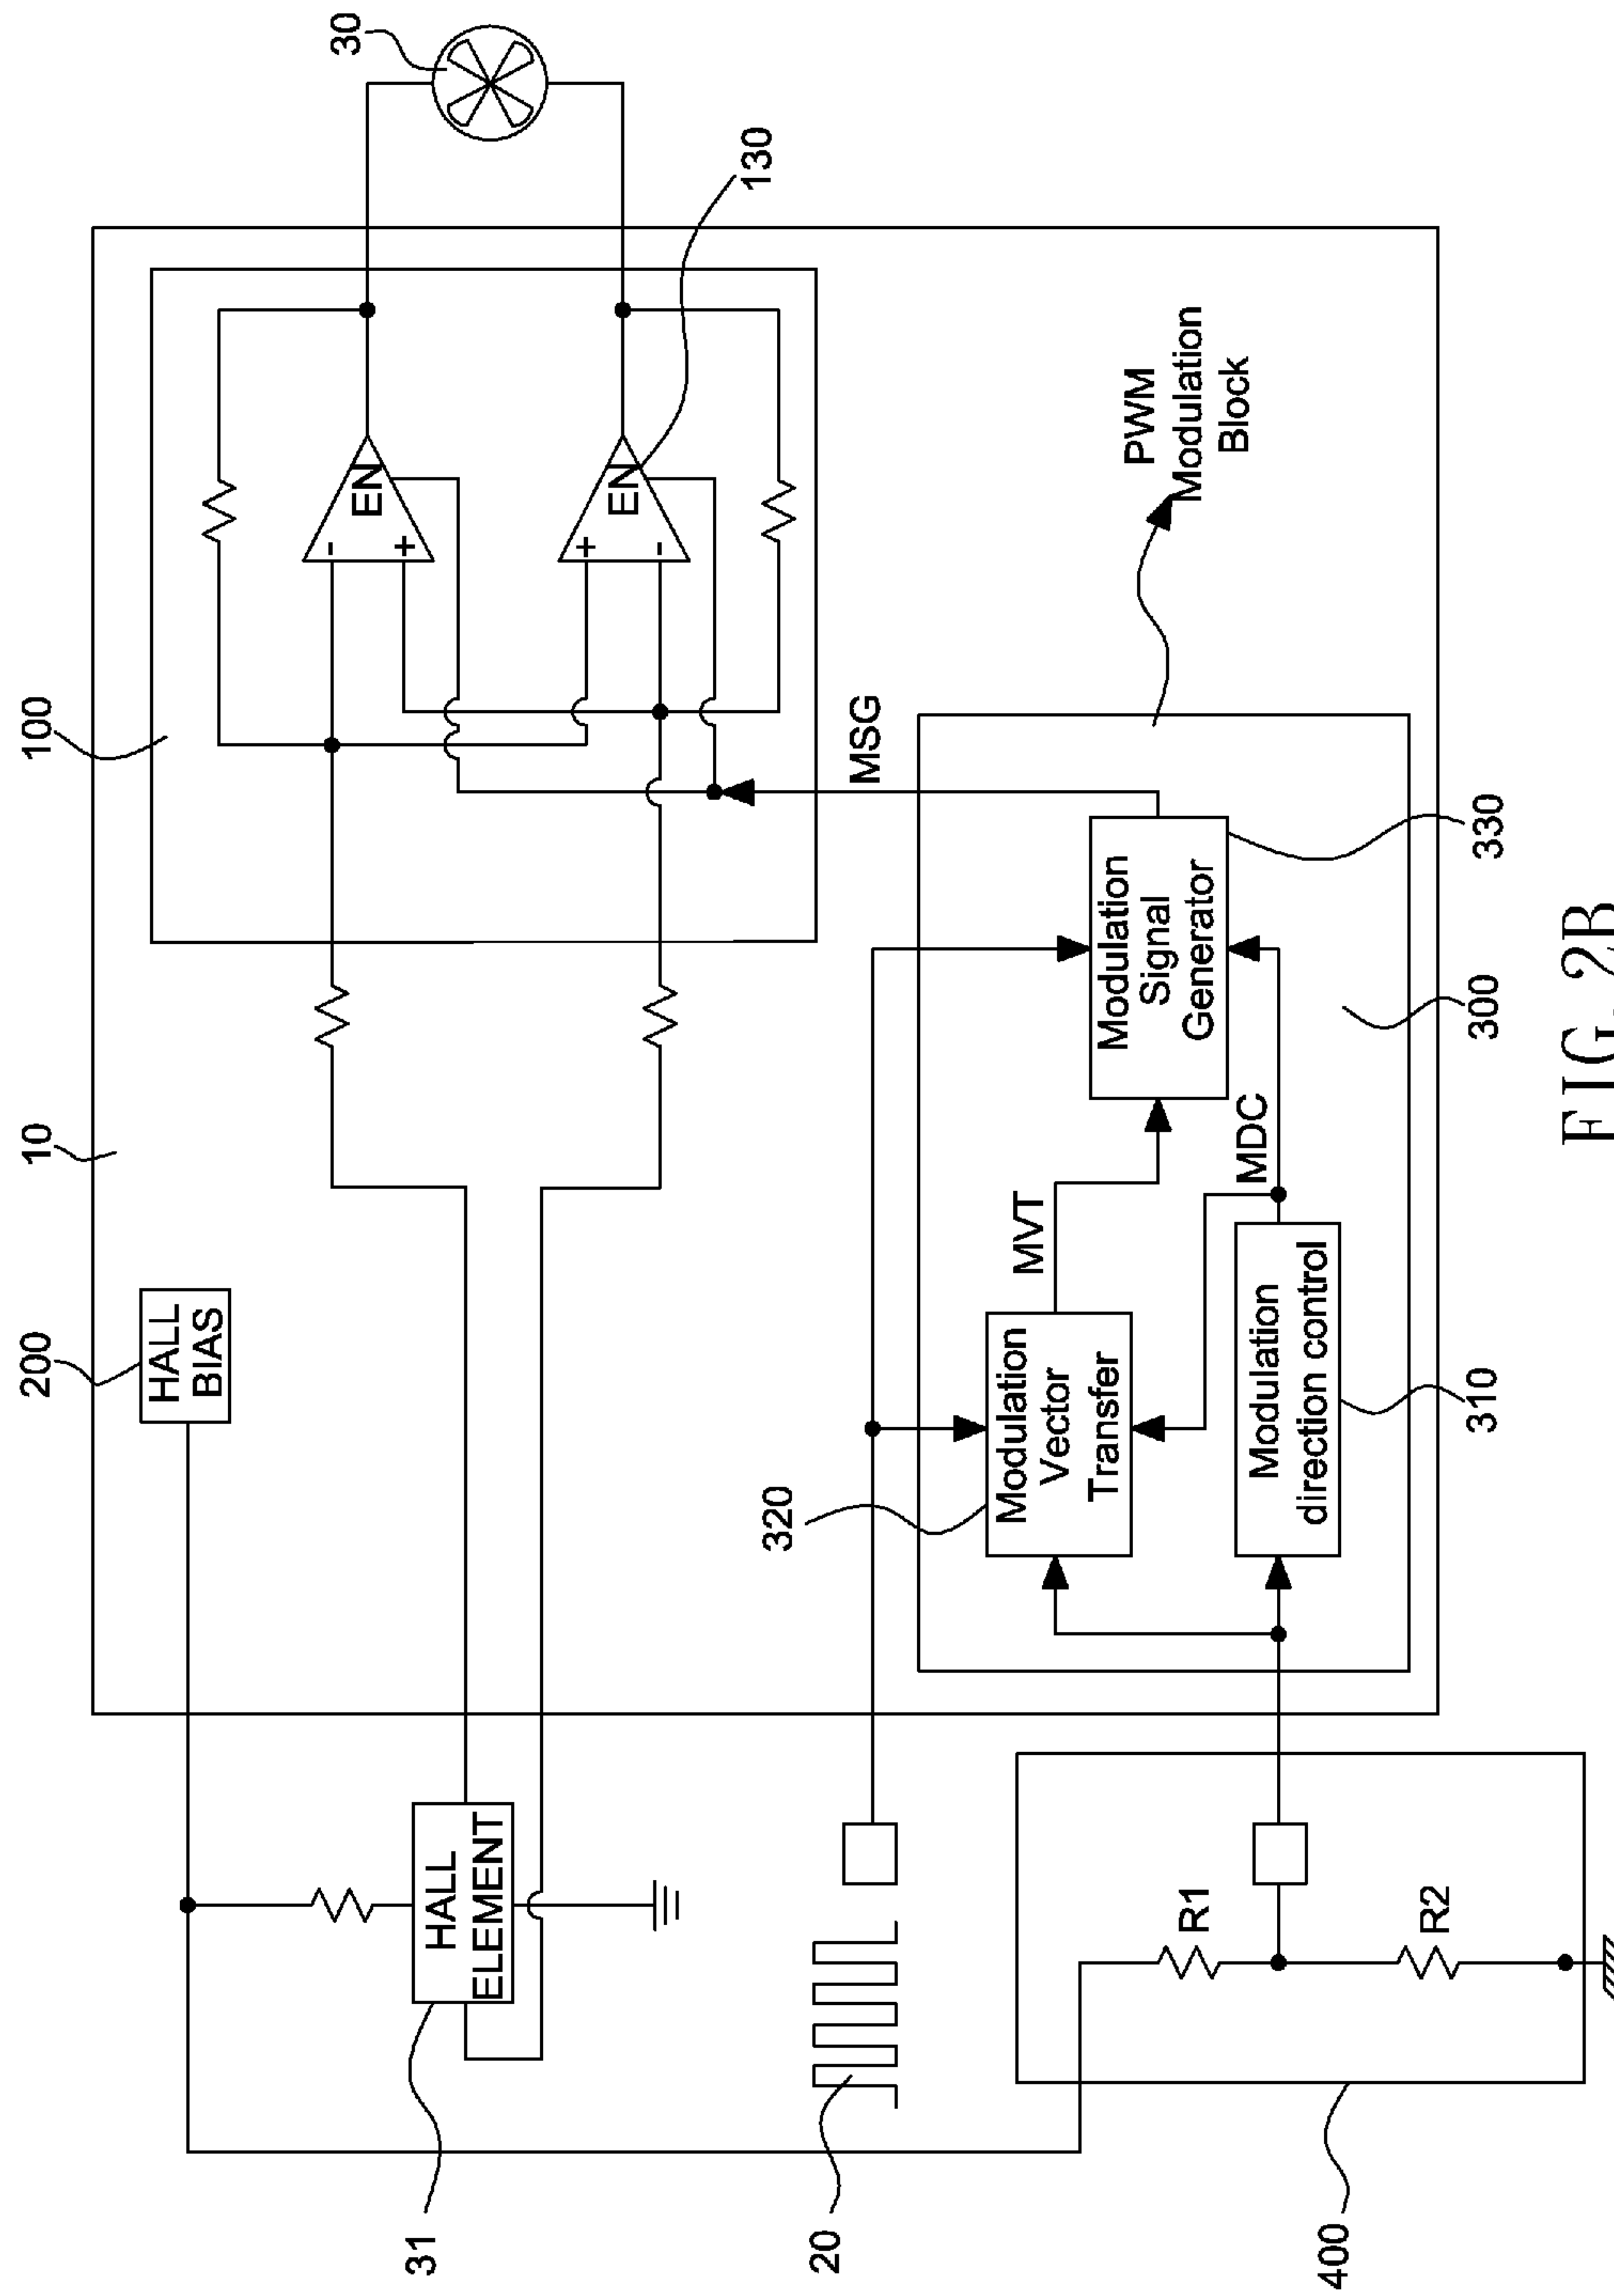 10
100
200
HALL
BIAS
30
-
+
EN
+
-
EN
130
31
HALL
ELEMENT
MSG
20
320
Modulation
Vector
Transfer
MVT
Modulation
Signal
Generator
330
MDC
Modulation
direction control
310
300
PWM
Modulation
Block
R1
R2
400
FIG. 2B